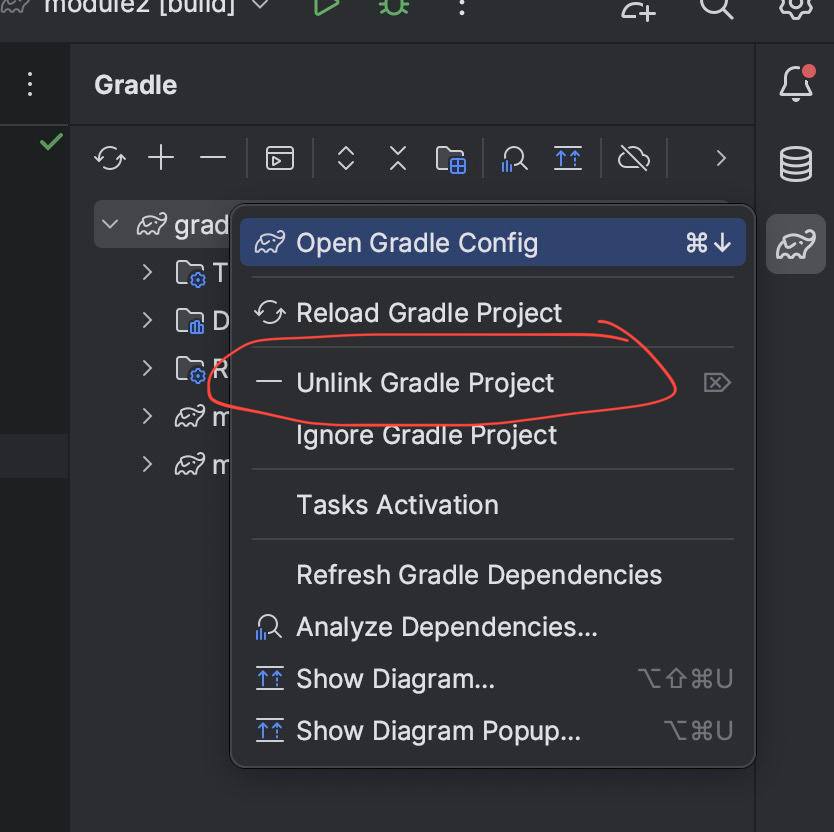 module2 [build]
Gradle
grad
Open Gradle Config ⌘↓
T
Reload Gradle Project
D
R
Unlink Gradle Project
m
Ignore Gradle Project
m
Tasks Activation
Refresh Gradle Dependencies
Analyze Dependencies...
Show Diagram... ⌥⇧⌘U
Show Diagram Popup... ⌥⌘U